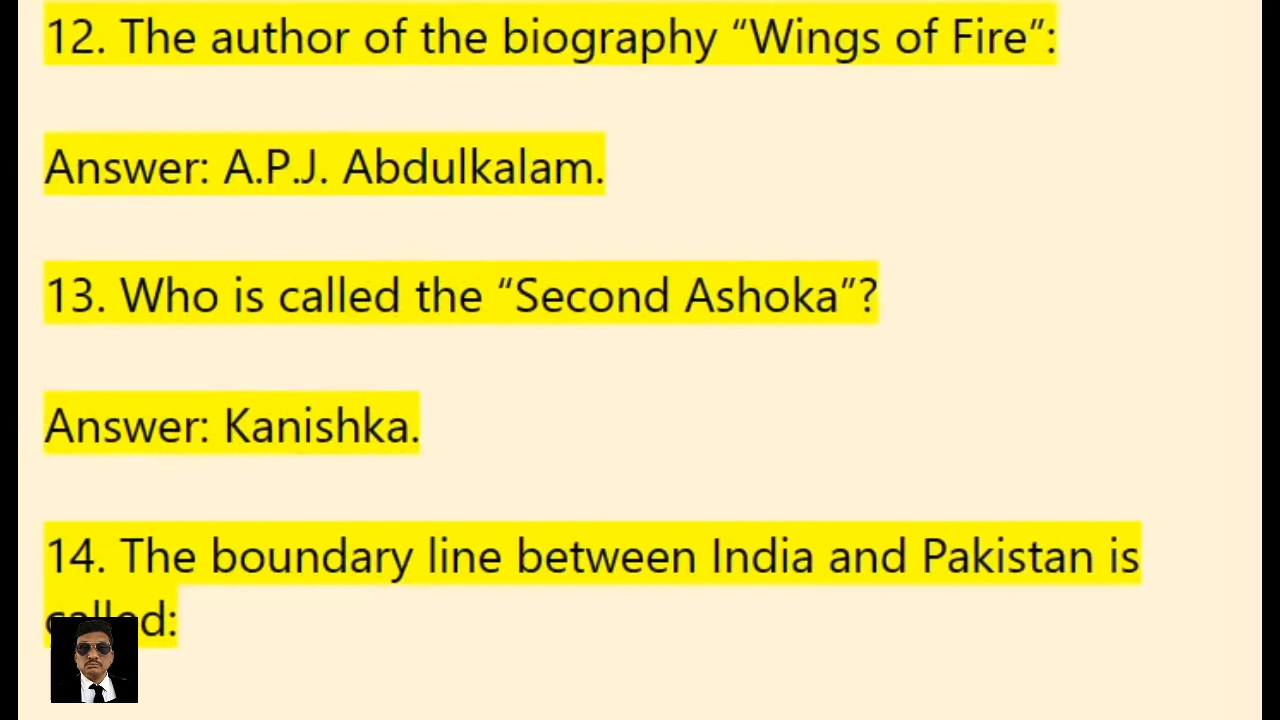 12. The author of the biography “Wings of Fire”:
Answer: A.P.J. Abdulkalam.
13. Who is called the “Second Ashoka”?
Answer: Kanishka.
14. The boundary line between India and Pakistan is
called: